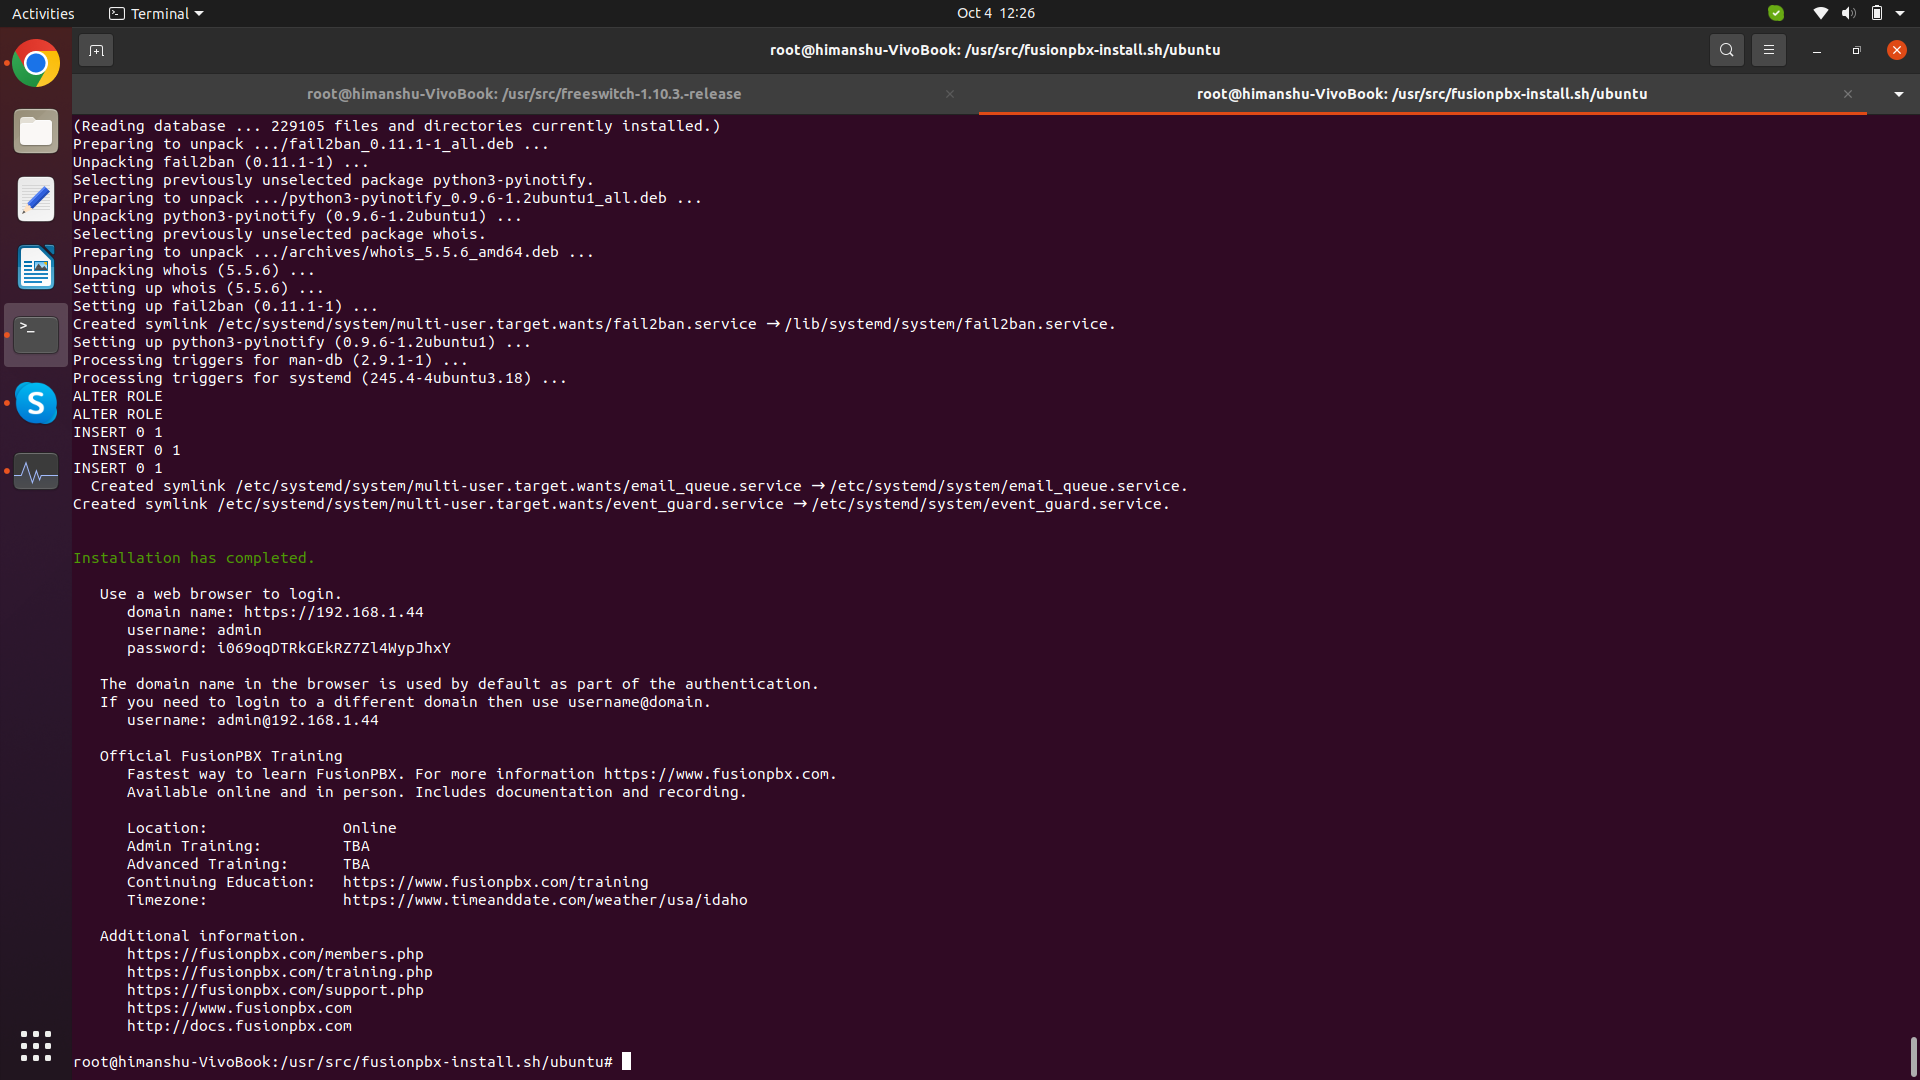 Activities
Terminal
Oct 4 12:26
root@himanshu-VivoBook: /usr/src/fusionpbx-install.sh/ubuntu
root@himanshu-VivoBook: /usr/src/freeswitch-1.10.3.-release
root@himanshu-VivoBook: /usr/src/fusionpbx-install.sh/ubuntu
(Reading database ... 229105 files and directories currently installed.)
Preparing to unpack .../fail2ban_0.11.1-1_all.deb ...
Unpacking fail2ban (0.11.1-1) ...
Selecting previously unselected package python3-pyinotify.
Preparing to unpack .../python3-pyinotify_0.9.6-1.2ubuntu1_all.deb ...
Unpacking python3-pyinotify (0.9.6-1.2ubuntu1) ...
Selecting previously unselected package whois.
Preparing to unpack .../archives/whois_5.5.6_amd64.deb ...
Unpacking whois (5.5.6) ...
Setting up whois (5.5.6) ...
Setting up fail2ban (0.11.1-1) ...
Created symlink /etc/systemd/system/multi-user.target.wants/fail2ban.service → /lib/systemd/system/fail2ban.service.
Setting up python3-pyinotify (0.9.6-1.2ubuntu1) ...
Processing triggers for man-db (2.9.1-1) ...
Processing triggers for systemd (245.4-4ubuntu3.18) ...
ALTER ROLE
ALTER ROLE
INSERT 0 1
INSERT 0 1
INSERT 0 1
Created symlink /etc/systemd/system/multi-user.target.wants/email_queue.service → /etc/systemd/system/email_queue.service.
Created symlink /etc/systemd/system/multi-user.target.wants/event_guard.service → /etc/systemd/system/event_guard.service.
Installation has completed.
Use a web browser to login.
domain name: https://192.168.1.44
username: admin
password: i069oqDTRkGEkRZ7Zl4WypJhxY
The domain name in the browser is used by default as part of the authentication.
If you need to login to a different domain then use username@domain.
username: admin@192.168.1.44
Official FusionPBX Training
Fastest way to learn FusionPBX. For more information https://www.fusionpbx.com.
Available online and in person. Includes documentation and recording.
Location: Online
Admin Training: TBA
Advanced Training: TBA
Continuing Education: https://www.fusionpbx.com/training
Timezone: https://www.timeanddate.com/weather/usa/idaho
Additional information.
https://fusionpbx.com/members.php
https://fusionpbx.com/training.php
https://fusionpbx.com/support.php
https://www.fusionpbx.com
http://docs.fusionpbx.com
root@himanshu-VivoBook:/usr/src/fusionpbx-install.sh/ubuntu#